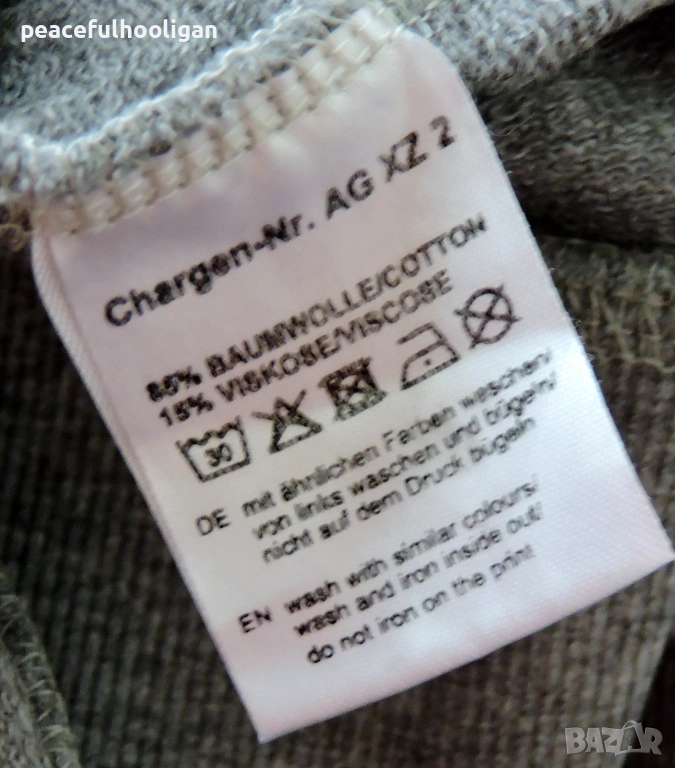 peacefulhooligan
Chargen-Nr. AG XZ 2
85% BAUMWOLLE/COTTON
15% VISKOSE/VISCOSE
30
DE mit ähnlichen Farben waschen/
von links waschen und bügeln/
nicht auf dem Druck bügeln
EN wash with similar colours/
wash and iron inside out/
do not iron on the print
BAZAR